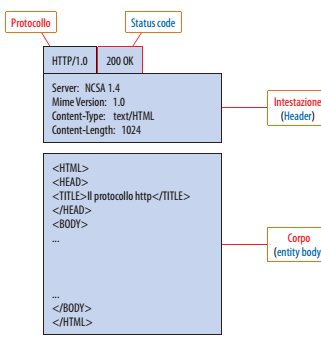 Protocollo
Status code
HTTP/1.0
200 OK
Server: NCSA 1.4
Mime Version: 1.0
Content-Type: text/HTML
Content-Length: 1024
Intestazione
(Header)
<HTML>
<HEAD>
<TITLE>Il protocollo http</TITLE>
</HEAD>
<BODY>
...
...
</BODY>
</HTML>
Corpo
(entity body